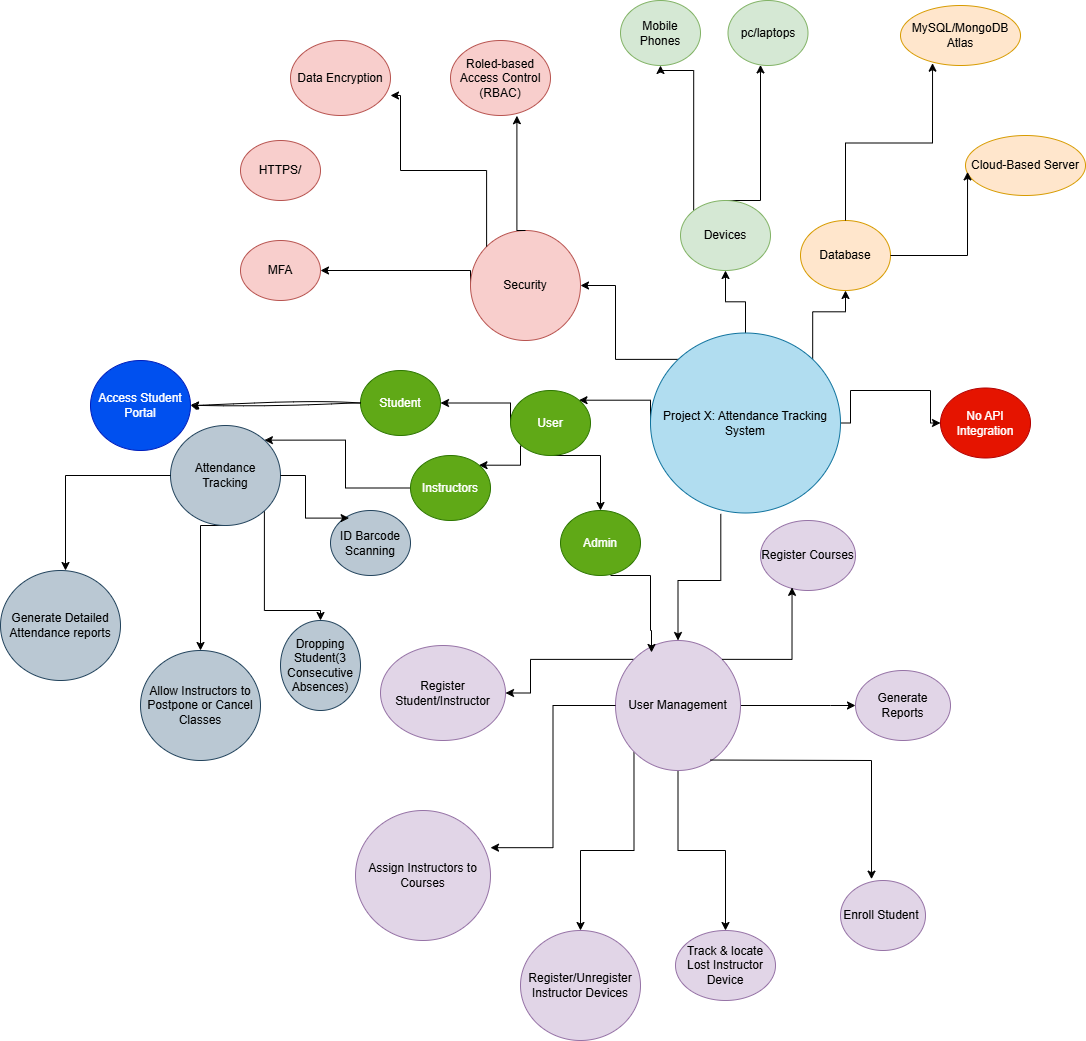 Mobile
Phones
pc/laptops
MySQL/MongoDB
Atlas
Data Encryption
Roled-based
Access Control
(RBAC)
HTTPS/
Cloud-Based Server
Devices
Database
MFA
Security
Access Student
Portal
Student
User
Project X: Attendance Tracking
System
No API
Integration
Attendance
Tracking
Instructors
ID Barcode
Scanning
Admin
Register Courses
Generate Detailed
Attendance reports
Dropping
Student(3
Consecutive
Absences)
Allow Instructors to
Postpone or Cancel
Classes
Register
Student/Instructor
User Management
Generate
Reports
Assign Instructors to
Courses
Enroll Student
Register/Unregister
Instructor Devices
Track & locate
Lost Instructor
Device